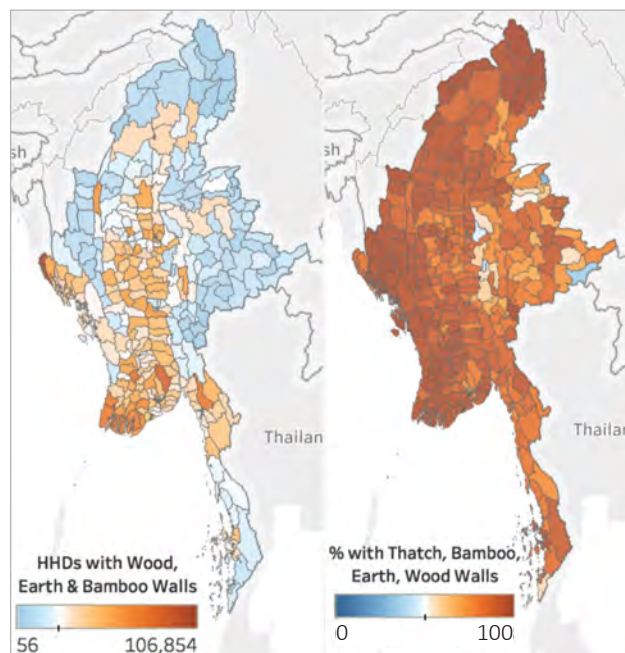 sh
sh
Thailan
Thailan
HHDs with Wood,
Earth & Bamboo Walls
56 106,854
% with Thatch, Bamboo,
Earth, Wood Walls
0 100